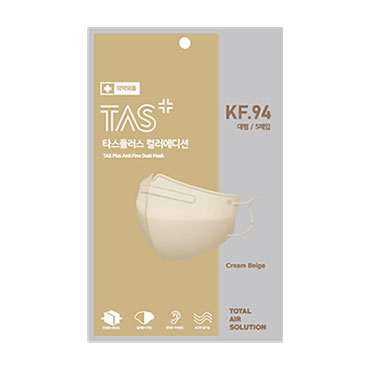 의약외품
TAS+
타스플러스 컬러에디션
TAS Plus Anti Fine Dust Mask
KF.94
대형 / 5매입
Cream Beige
TOTAL
AIR
SOLUTION